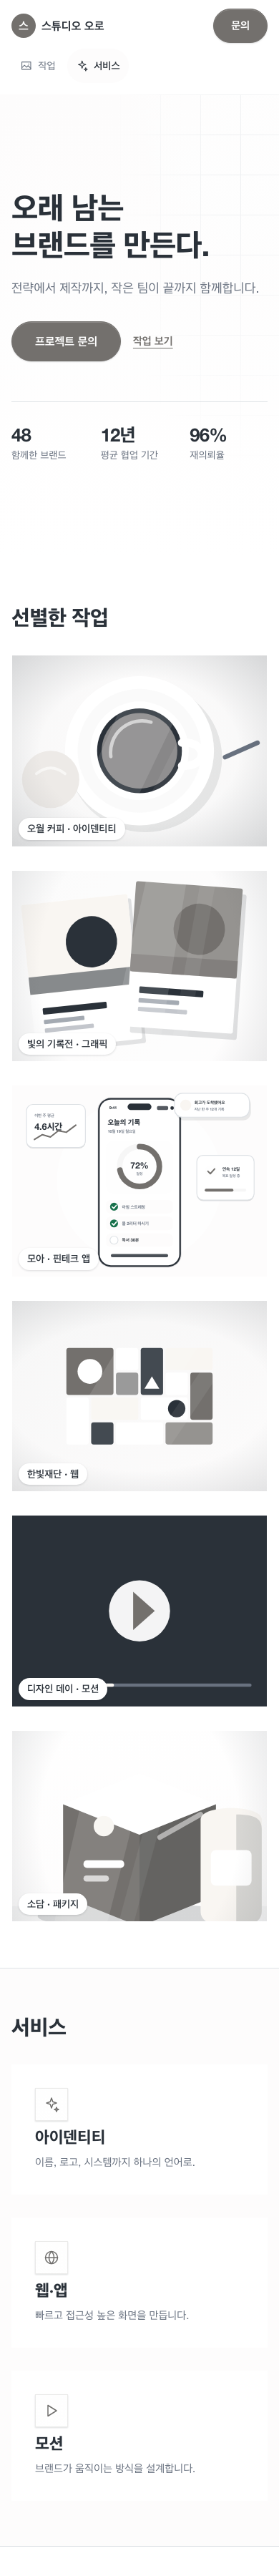 스 스튜디오 오로
문의
작업 서비스
오래 남는
브랜드를 만든다.
전략에서 제작까지, 작은 팀이 끝까지 함께합니다.
프로젝트 문의 작업 보기
48 12년 96%
함께한 브랜드 평균 협업 기간 재의뢰율
선별한 작업
오월 커피 · 아이덴티티
빛의 기록전 · 그래픽
4.6시간
오늘의 기록
72%
연속 12일
모아 · 핀테크 앱
한빛재단 · 웹
디자인 데이 · 모션
소담 · 패키지
서비스
아이덴티티
이름, 로고, 시스템까지 하나의 언어로.
웹·앱
빠르고 접근성 높은 화면을 만듭니다.
모션
브랜드가 움직이는 방식을 설계합니다.